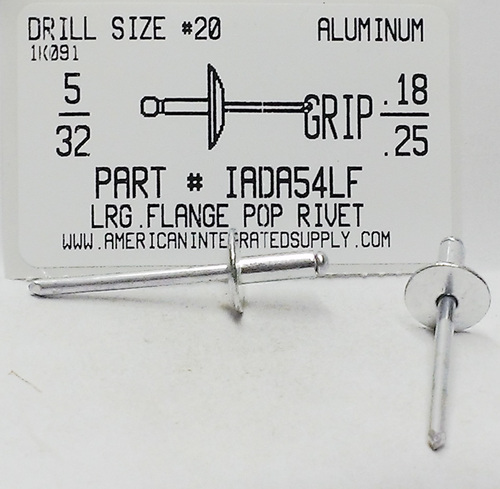 DRILL SIZE #20 ALUMINUM
1K091
5/32 GRIP .18/.25
PART # IADA54LF
LRG.FLANGE POP RIVET
WWW.AMERICANINTEGRATEDSUPPLY.COM